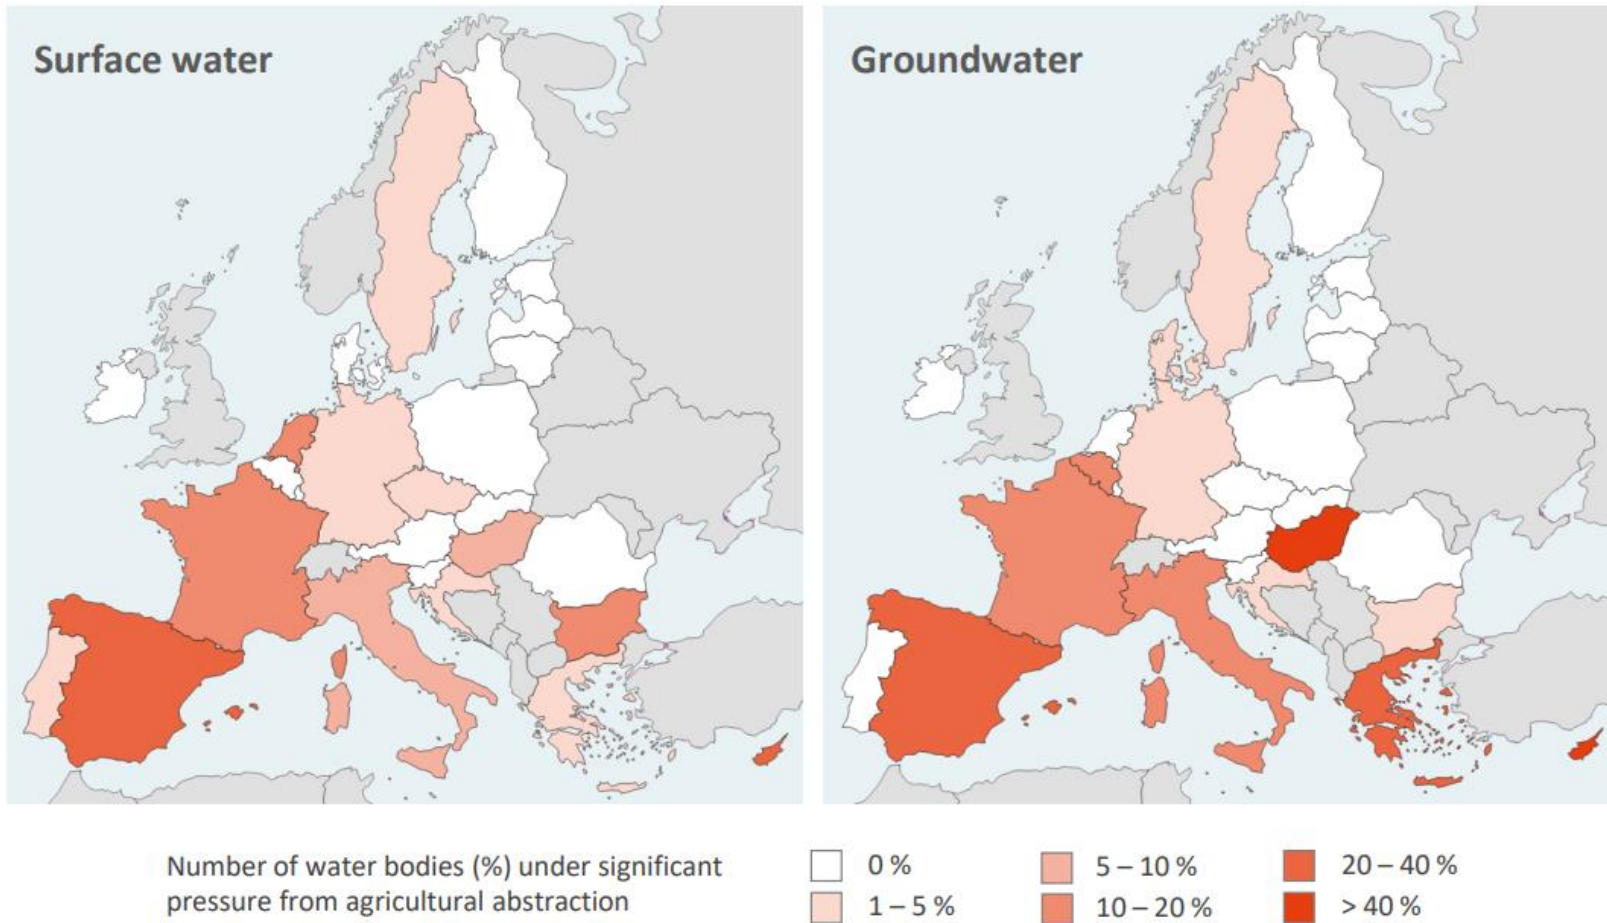 Surface water
Groundwater
Number of water bodies (%) under significant
pressure from agricultural abstraction
0 %
1 – 5 %
5 – 10 %
10 – 20 %
20 – 40 %
> 40 %